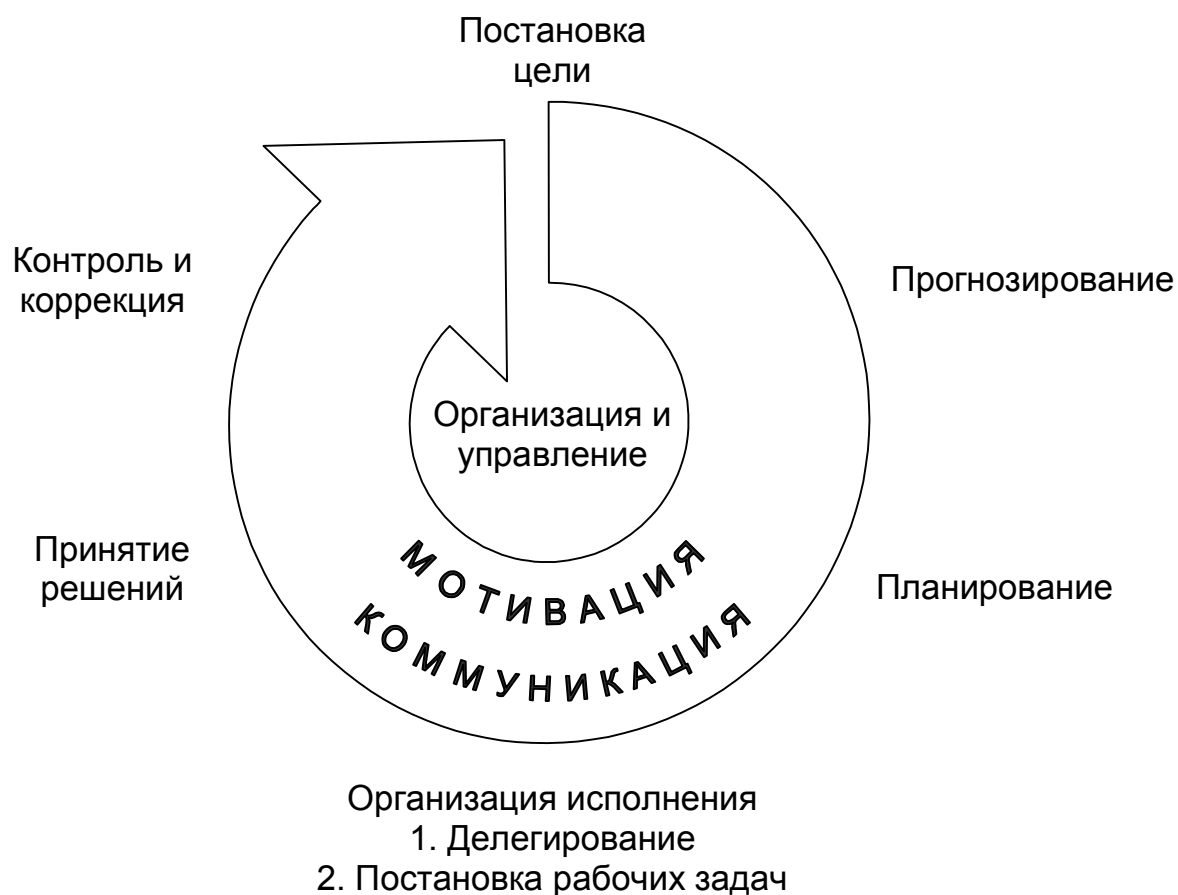 Постановка
цели
Прогнозирование
Планирование
Организация исполнения
1. Делегирование
2. Постановка рабочих задач
Принятие
решений
Контроль и
коррекция
Организация и
управление
МОТИВАЦИЯ
КОММУНИКАЦИЯ